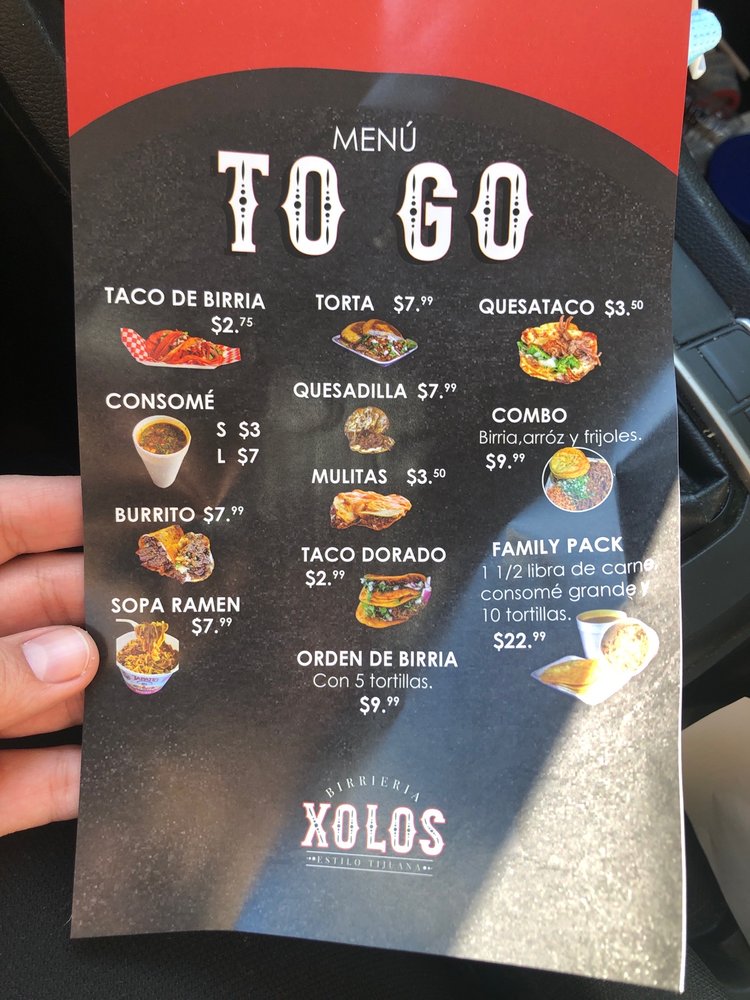 MENÚ
TO GO
TACO DE BIRRIA
$2.75
CONSOMÉ
S $3
L $7
BURRITO $7.99
SOPA RAMEN
$7.99
TORTA $7.99
QUESADILLA $7.99
MULITAS $3.50
TACO DORADO
$2.99
ORDEN DE BIRRIA
Con 5 tortillas.
$9.99
QUESATACO $3.50
COMBO
Birria,arróz y frijoles.
$9.99
FAMILY PACK
1 1/2 libra de carne,
consomé grande y
10 tortillas.
$22.99
BIRRIERIA
XOLOS
ESTILO TIJUANA